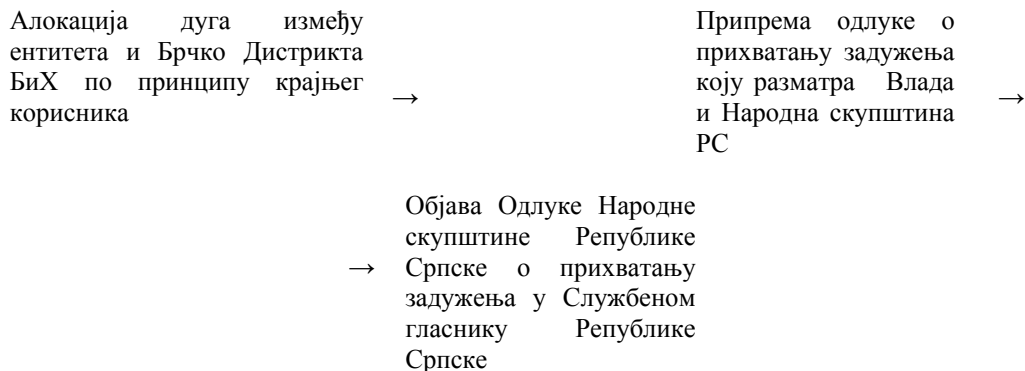 Алокација дуга између
ентитета и Брчко Дистрикта
БиХ по принципу крајњег
корисника
→
Припрема одлуке о
прихватању задужења
коју разматра Влада
и Народна скупштина
РС
→
→
Објава Одлуке Народне
скупштине Републике
Српске о прихватању
задужења у Службеном
гласнику Републике
Српске